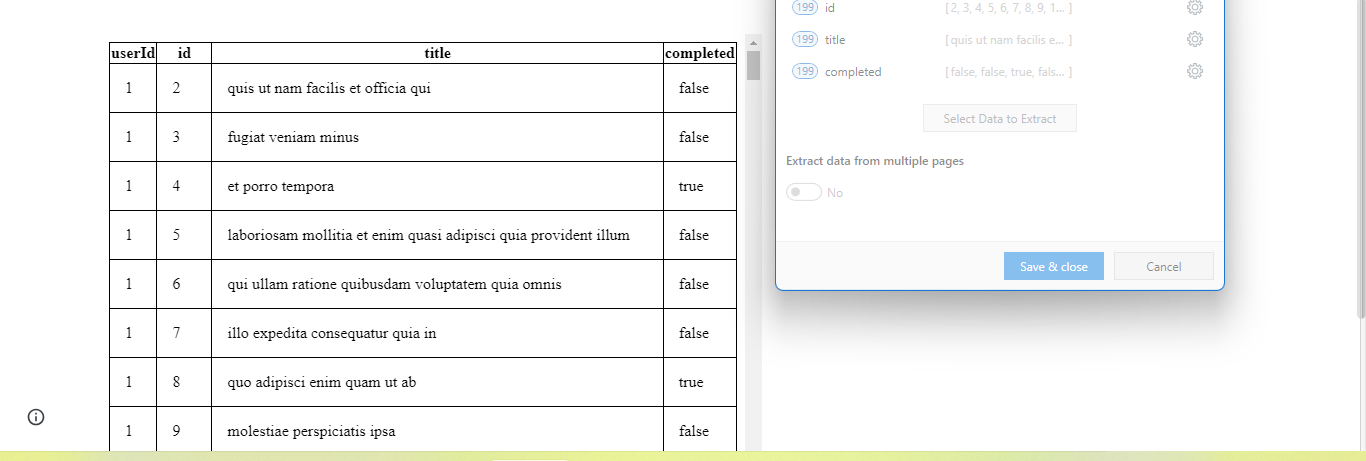 userId id title completed
1 2 quis ut nam facilis et officia qui false
1 3 fugiat veniam minus false
1 4 et porro tempora true
1 5 laboriosam mollitia et enim quasi adipisci quia provident illum false
1 6 qui ullam ratione quibusdam voluptatem quia omnis false
1 7 illo expedita consequatur quia in false
1 8 quo adipisci enim quam ut ab true
1 9 molestiae perspiciatis ipsa false
199 id [ 2, 3, 4, 5, 6, 7, 8, 9, 1... ]
199 title [ quis ut nam facilis e... ]
199 completed [ false, false, true, fals... ]
Select Data to Extract
Extract data from multiple pages
No
Save & close Cancel